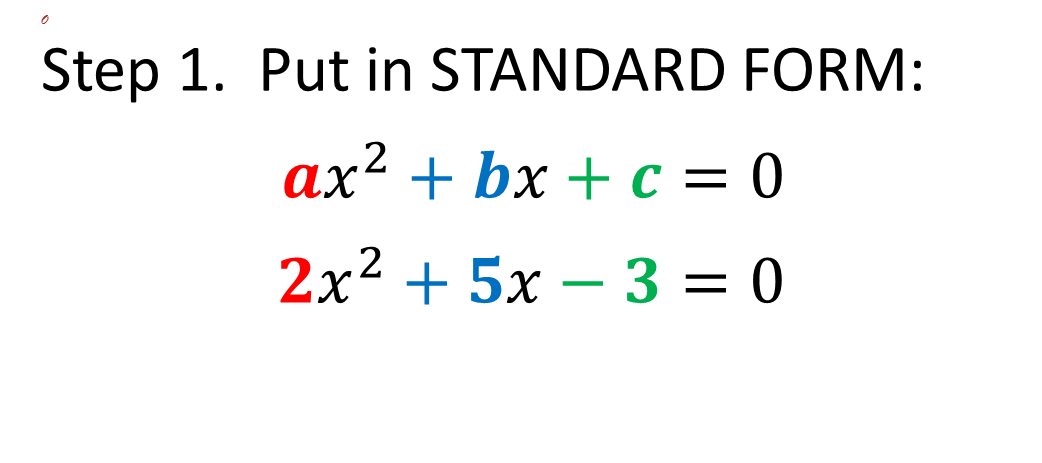 Step 1. Put in STANDARD FORM:
ax² + bx + c = 0
2x² + 5x − 3 = 0